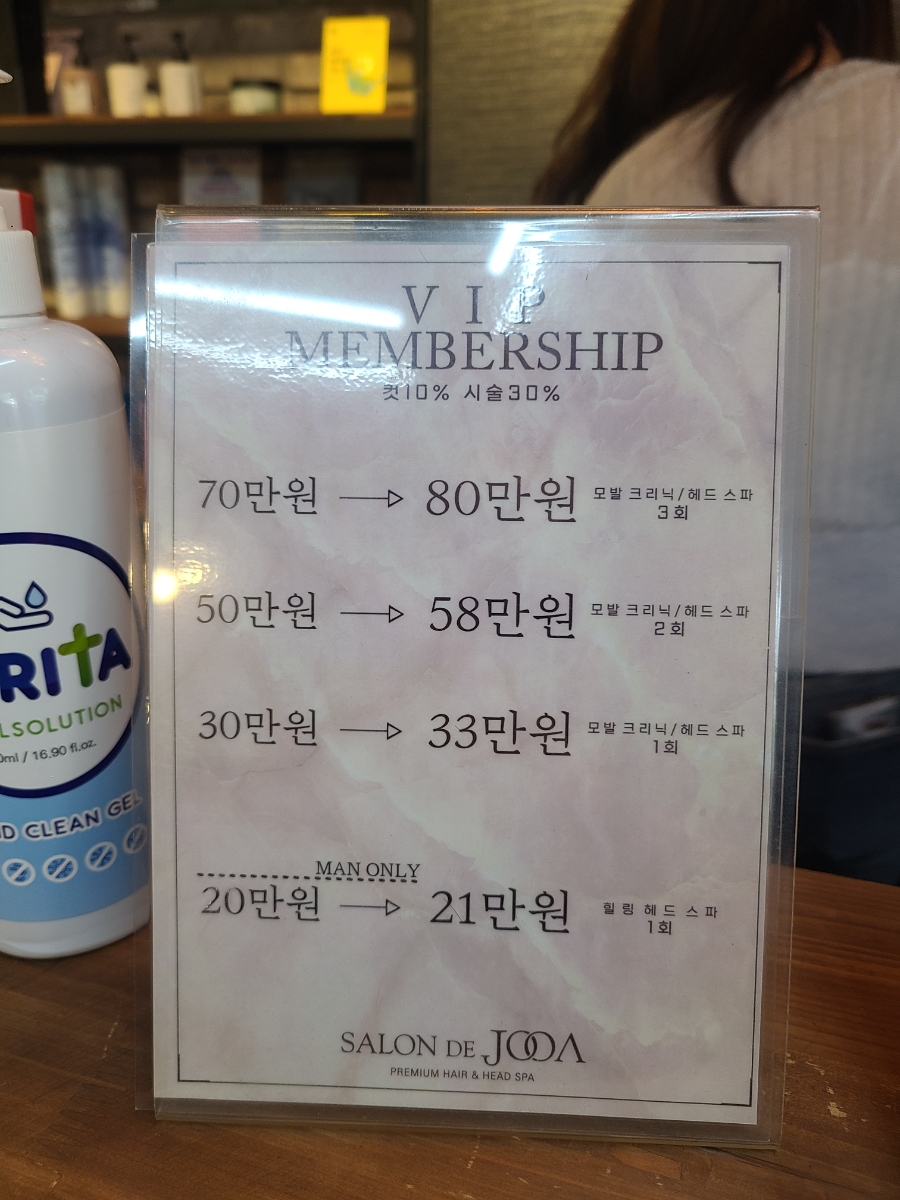 VIP
MEMBERSHIP
컷10% 시술30%
70만원 → 80만원 모발 크리닉/헤드 스파
3회
50만원 → 58만원 모발 크리닉/헤드 스파
2회
30만원 → 33만원 모발 크리닉/헤드 스파
1회
MAN ONLY
20만원 → 21만원 힐링 헤드 스파
1회
SALON DE JOOA
PREMIUM HAIR & HEAD SPA
RITA
LSOLUTION
0ml / 16.90 fl.oz.
D CLEAN GEL